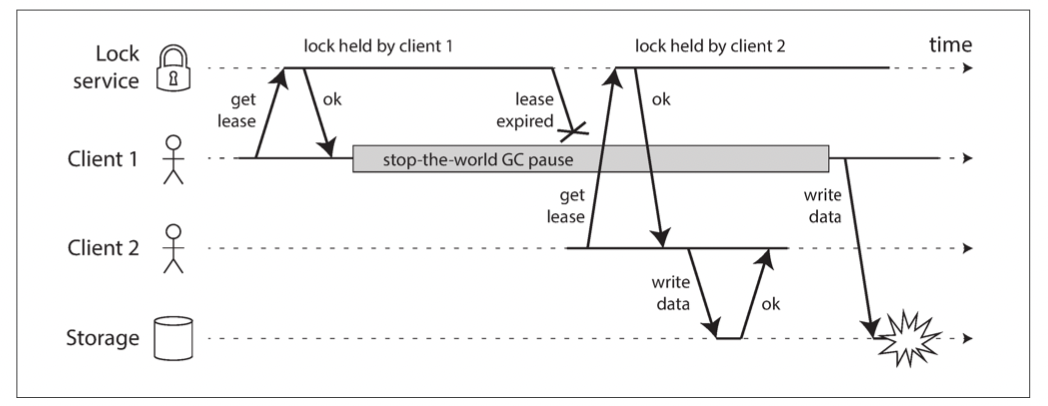 lock held by client 1
lock held by client 2
time
Lock
service
get
lease
ok
lease
expired
ok
Client 1
stop-the-world GC pause
get
lease
write
data
Client 2
write
data
ok
Storage